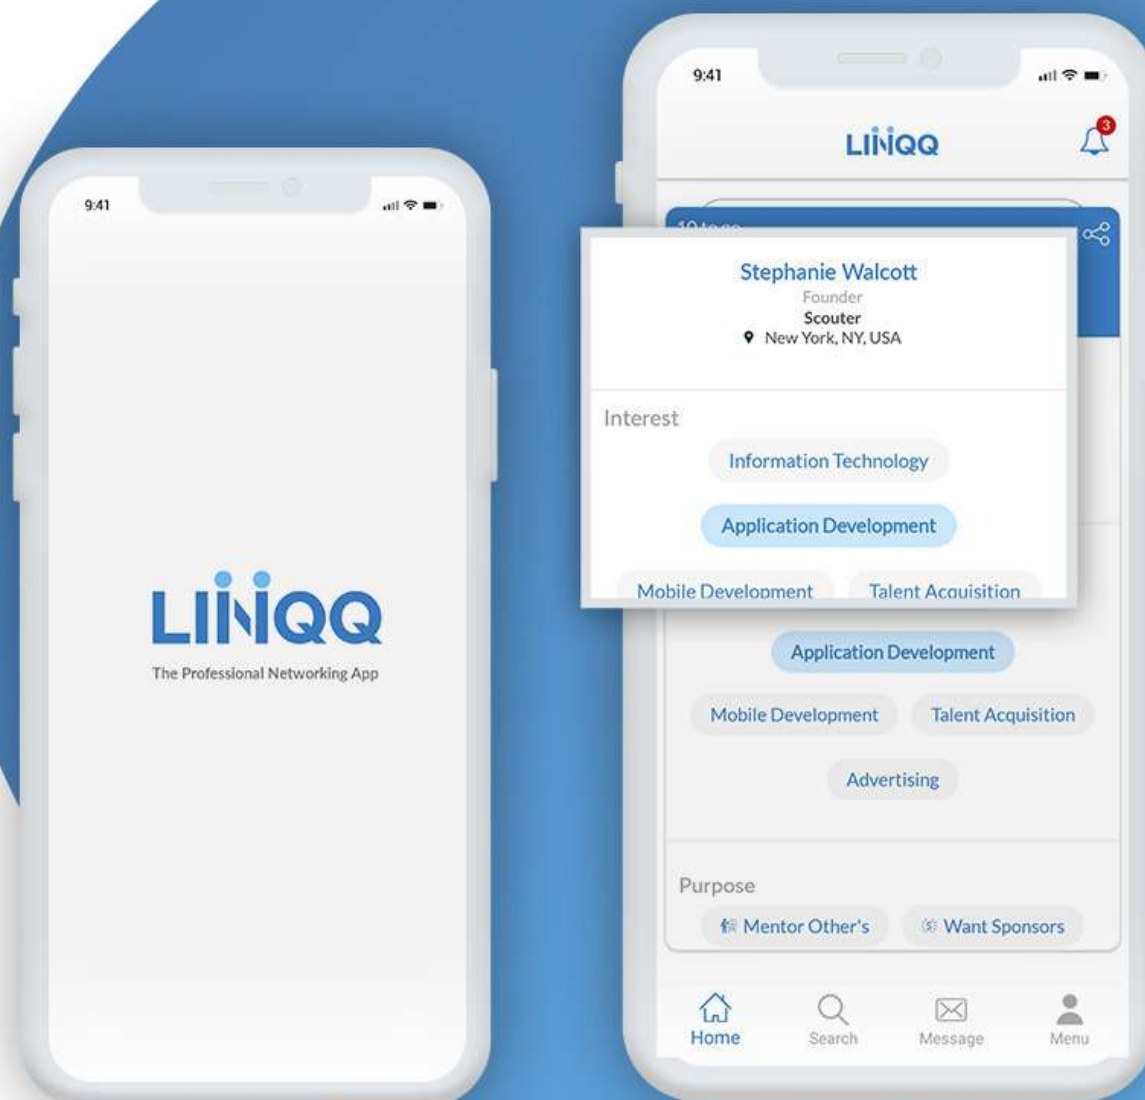 9:41
LINQQ
The Professional Networking App
9:41
LINQQ
3
Stephanie Walcott
Founder
Scouter
New York, NY, USA
Interest
Information Technology
Application Development
Mobile Development Talent Acquisition
Application Development
Mobile Development Talent Acquisition
Advertising
Purpose
Mentor Other's Want Sponsors
Home Search Message Menu